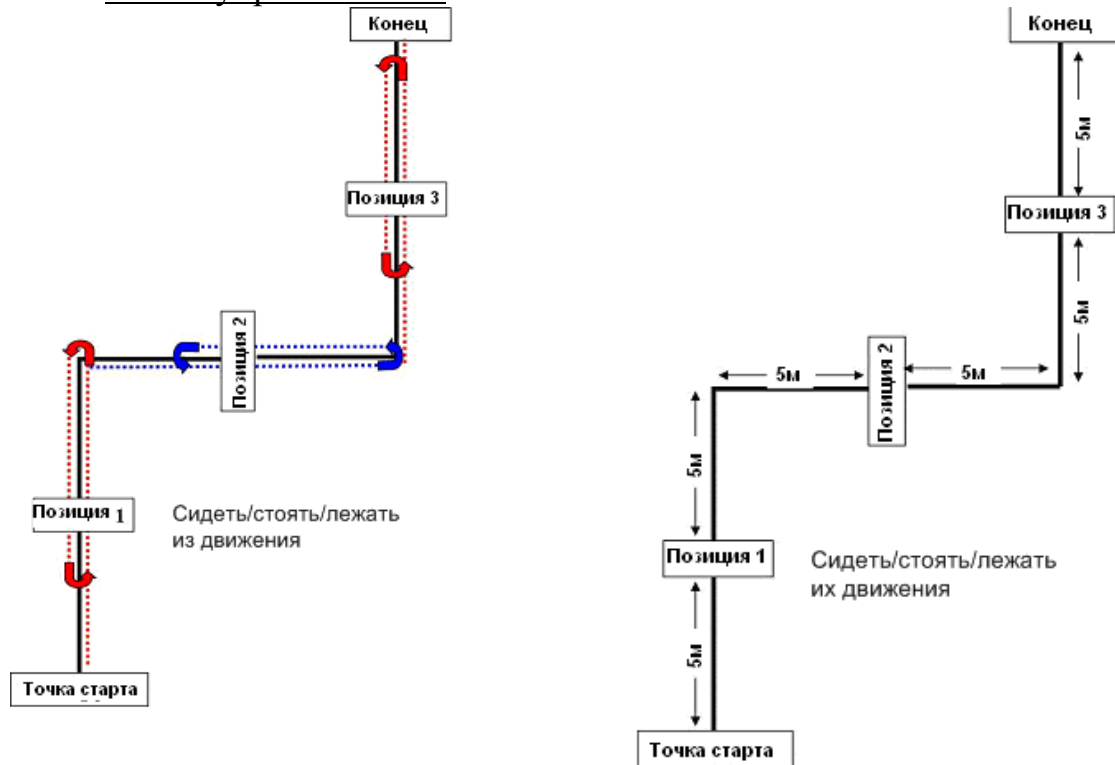 Конец
Позиция 3
Позиция 2
Позиция 1
Сидеть/стоять/лежать
из движения
Точка старта
Конец
5м
Позиция 3
5м
Позиция 2
5м
5м
5м
Позиция 1
Сидеть/стоять/лежать
их движения
5м
Точка старта